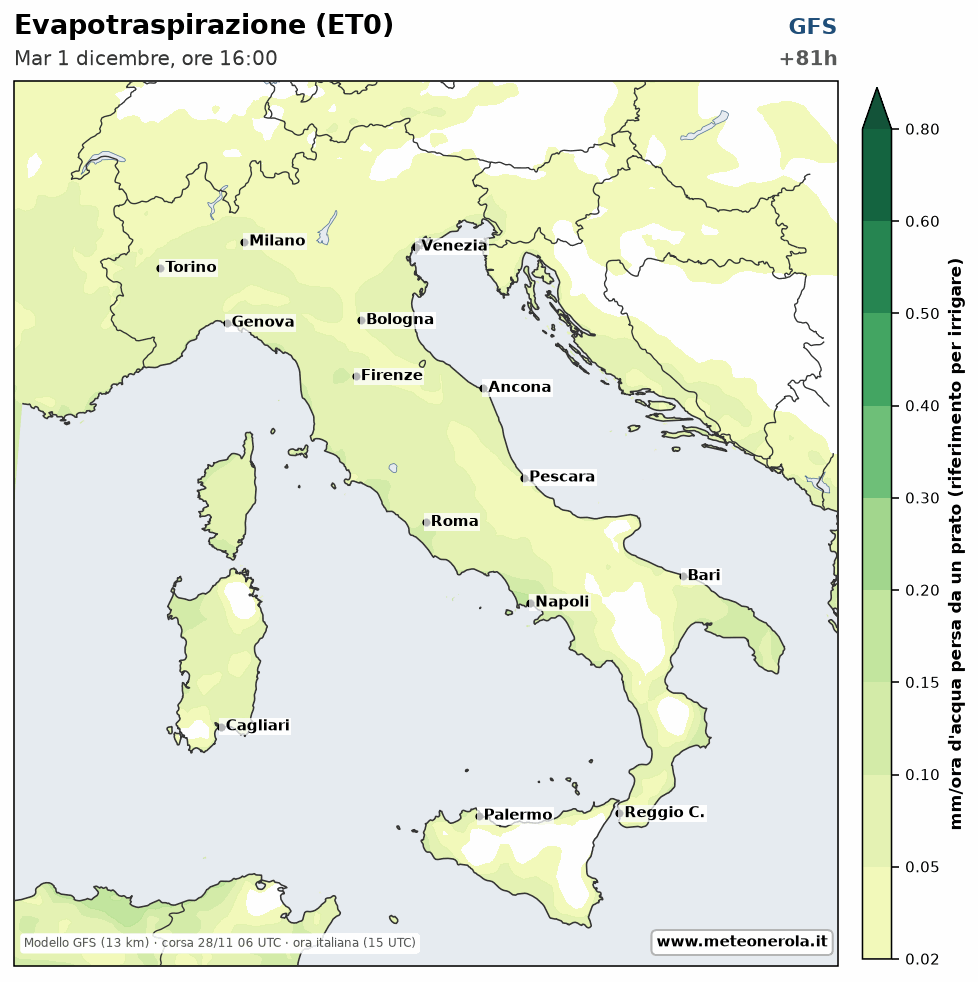 Evapotraspirazione (ET0)
GFS
Mar 1 dicembre, ore 16:00
+81h
Milano
Venezia
Torino
Genova
Bologna
Firenze
Ancona
Pescara
Roma
Bari
Napoli
Cagliari
Palermo
Reggio C.
0.80
0.60
0.50
0.40
0.30
0.20
0.15
0.10
0.05
0.02
mm/ora d'acqua persa da un prato (riferimento per irrigare)
Modello GFS (13 km) · corsa 28/11 06 UTC · ora italiana (15 UTC)
www.meteonerola.it